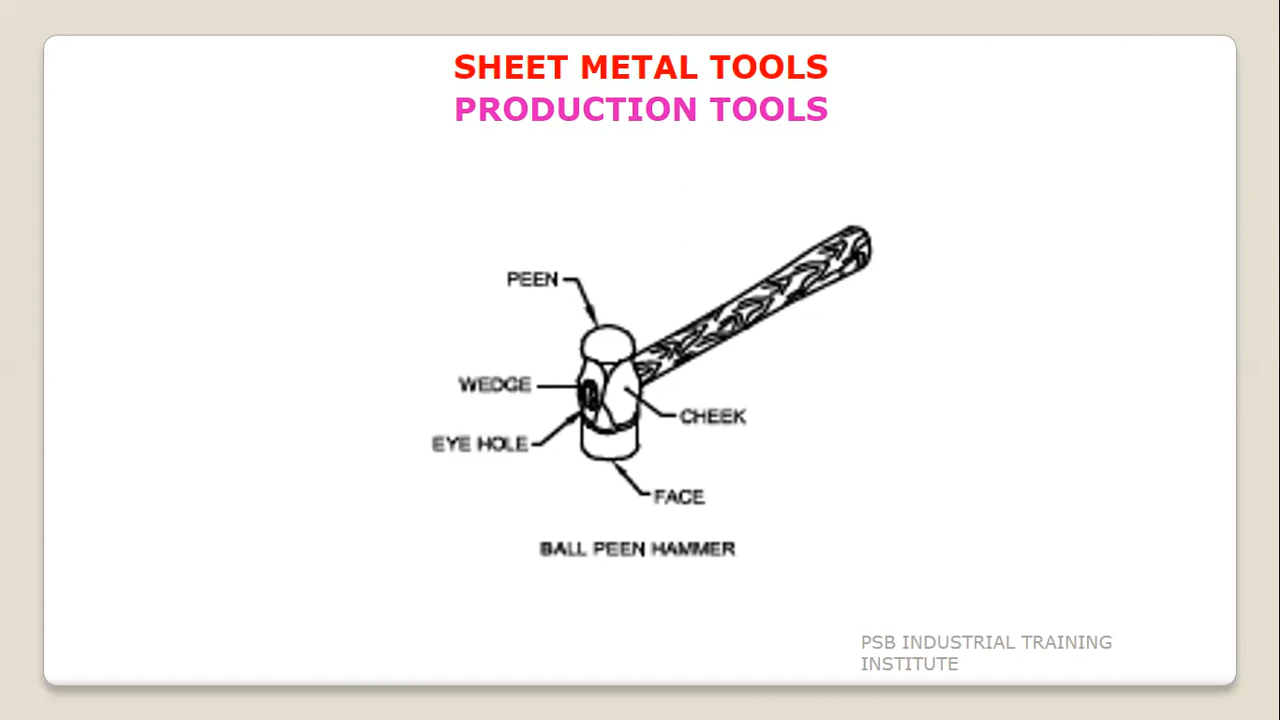 SHEET METAL TOOLS
PRODUCTION TOOLS
PEEN
WEDGE
CHEEK
EYE HOLE
FACE
BALL PEEN HAMMER
PSB INDUSTRIAL TRAINING
INSTITUTE